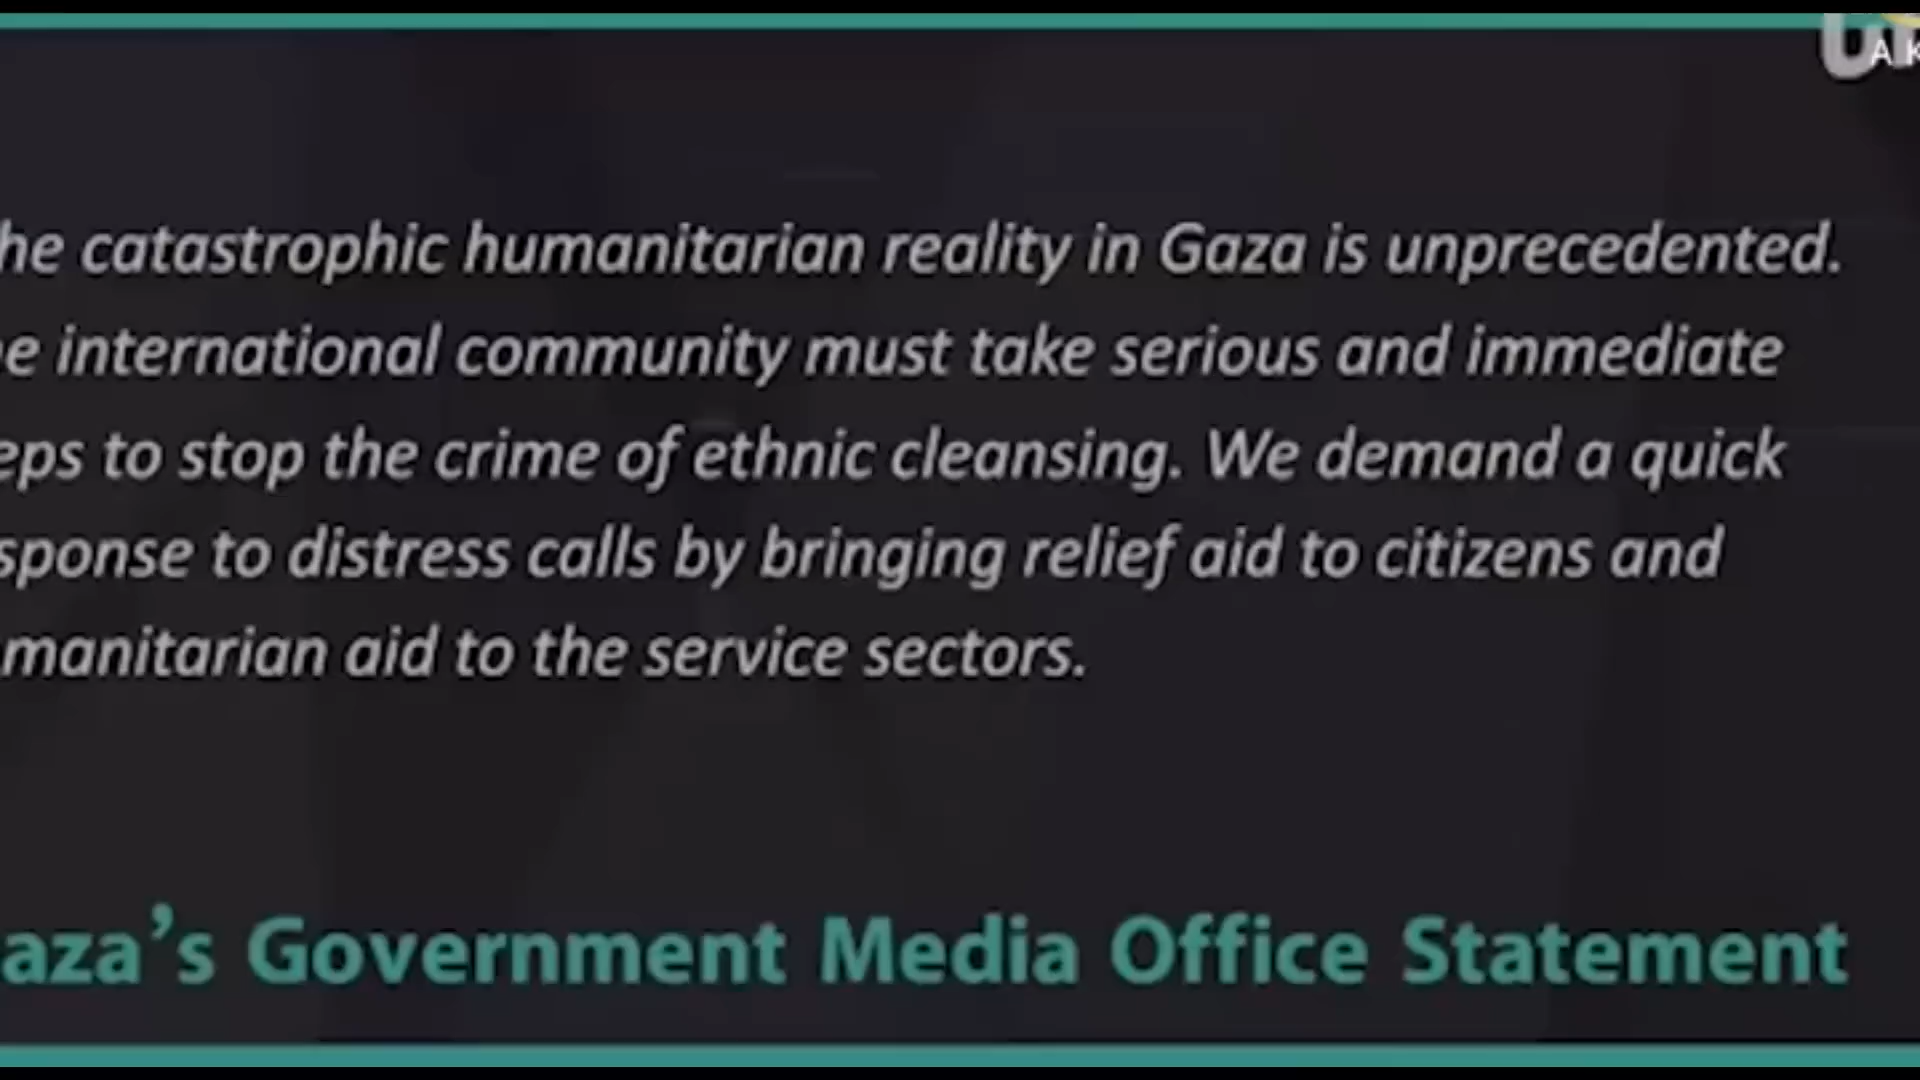 he catastrophic humanitarian reality in Gaza is unprecedented.
e international community must take serious and immediate
eps to stop the crime of ethnic cleansing. We demand a quick
sponse to distress calls by bringing relief aid to citizens and
manitarian aid to the service sectors.
aza’s Government Media Office Statement